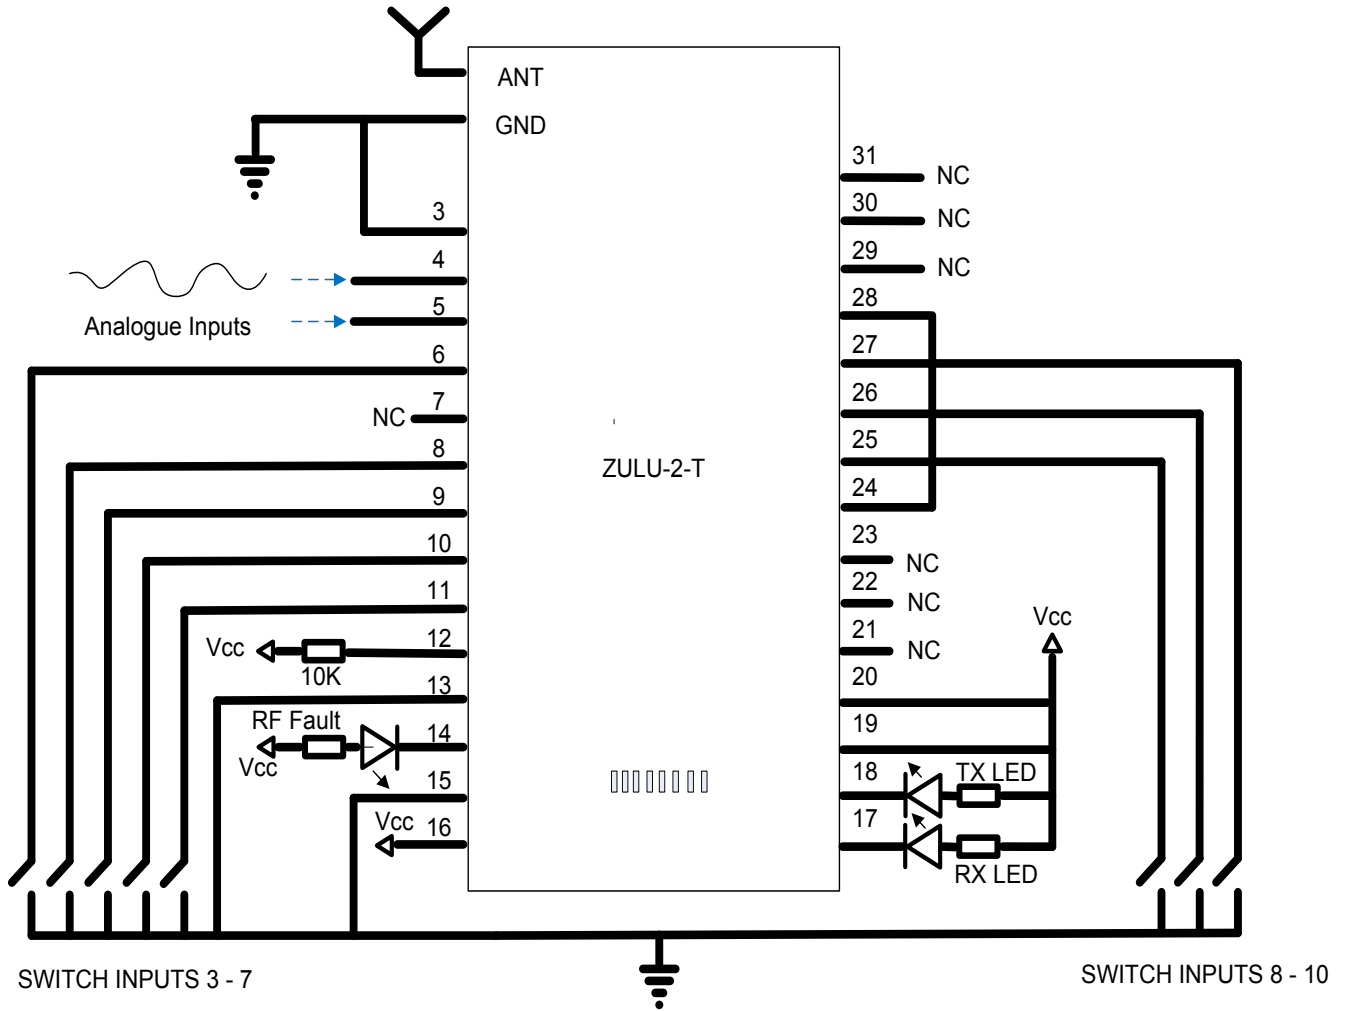 ANT
GND
3
4
5
Analogue Inputs
6
7
NC
8
9
10
11
12
Vcc
10K
13
RF Fault
14
Vcc
15
Vcc
16
ZULU-2-T
31
NC
30
NC
29
NC
28
27
26
25
24
23
NC
22
NC
21
NC
Vcc
20
19
18
TX LED
17
RX LED
SWITCH INPUTS 3 - 7
SWITCH INPUTS 8 - 10